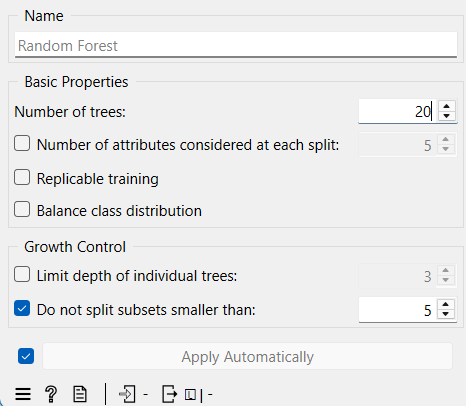 Name
Random Forest
Basic Properties
Number of trees: 20
Number of attributes considered at each split: 5
Replicable training
Balance class distribution
Growth Control
Limit depth of individual trees: 3
Do not split subsets smaller than: 5
Apply Automatically
? | - | -